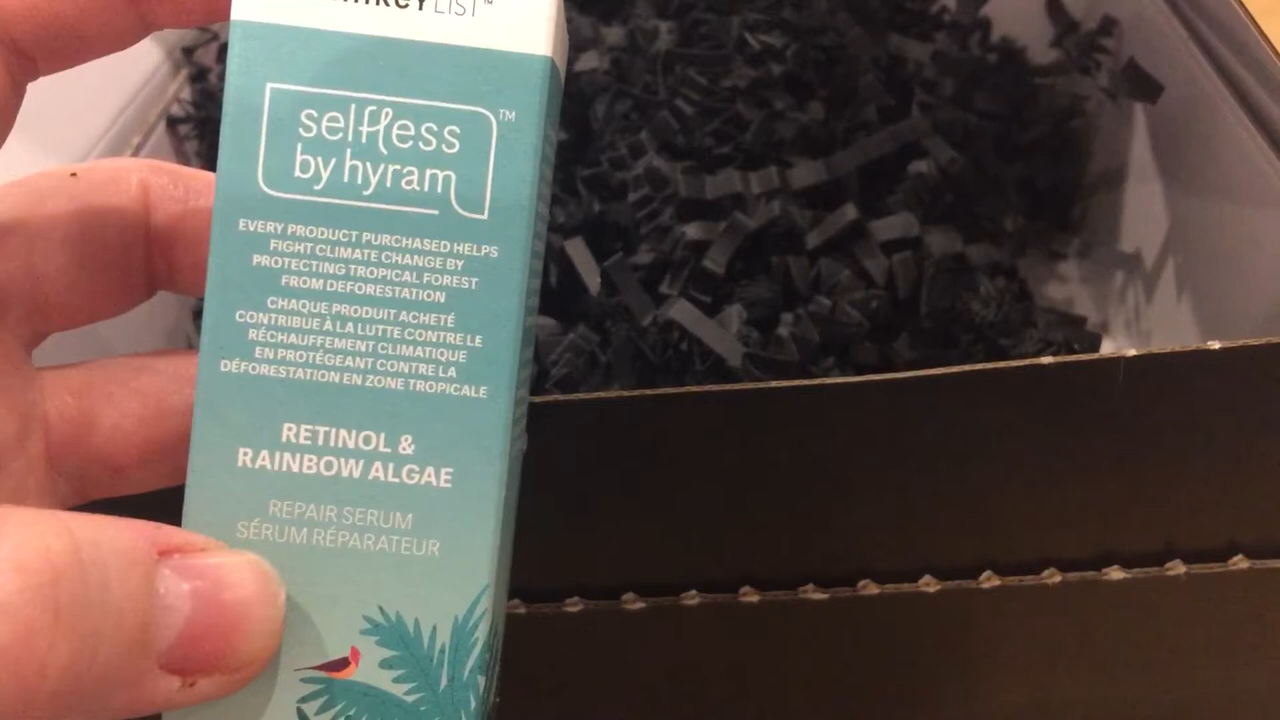 LIST™
selfless™
by hyram
EVERY PRODUCT PURCHASED HELPS
FIGHT CLIMATE CHANGE BY
PROTECTING TROPICAL FOREST
FROM DEFORESTATION
CHAQUE PRODUIT ACHETÉ
CONTRIBUE À LA LUTTE CONTRE LE
RÉCHAUFFEMENT CLIMATIQUE
EN PROTÉGEANT CONTRE LA
DÉFORESTATION EN ZONE TROPICALE
RETINOL &
RAINBOW ALGAE
REPAIR SERUM
SÉRUM RÉPARATEUR